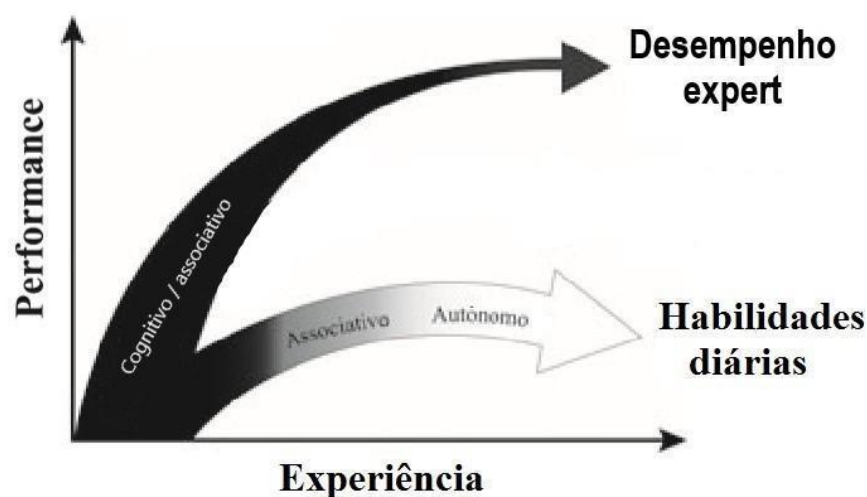 Desempenho
expert
Performance
Cognitivo / associativo
Associativo
Autônomo
Habilidades
diárias
Experiência